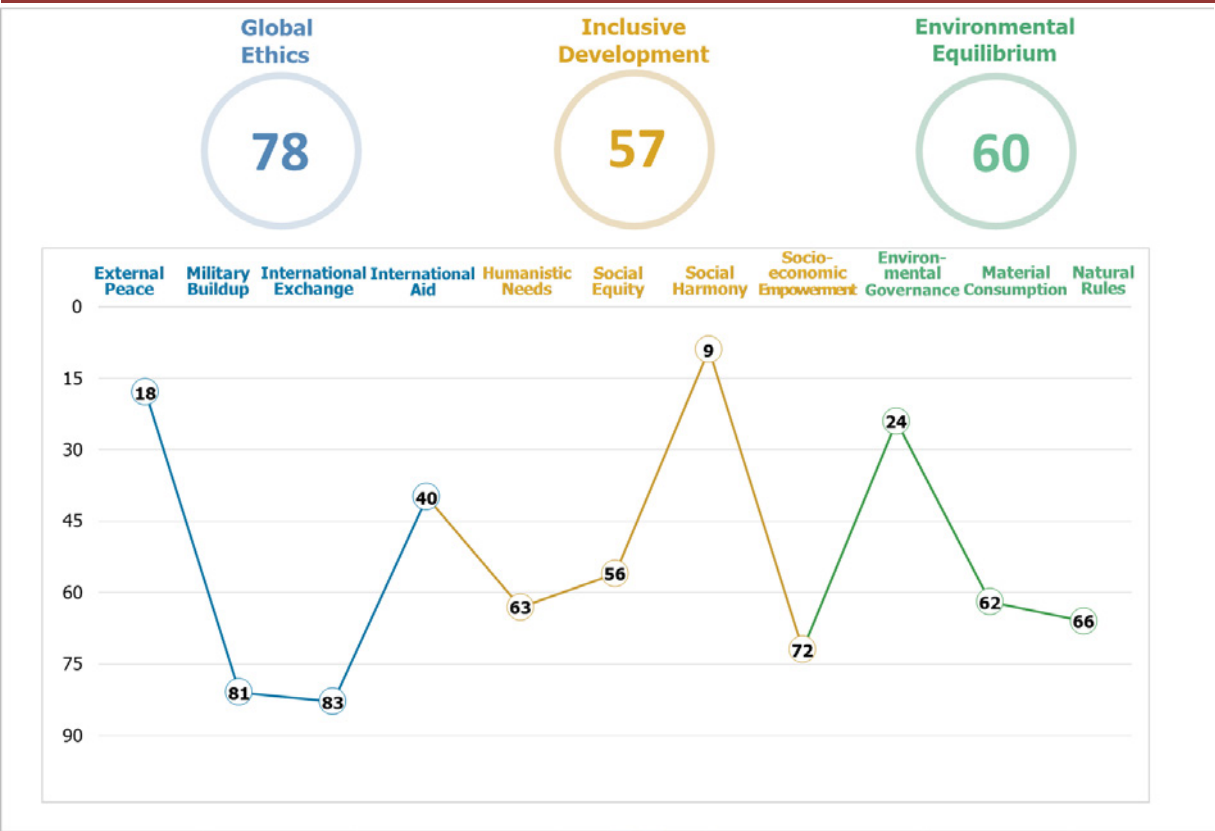 Global
Ethics
78
Inclusive
Development
57
Environmental
Equilibrium
60
External
Peace
Military
Buildup
International
Exchange
International
Aid
Humanistic
Needs
Social
Equity
Social
Harmony
Socio-
economic
Empowerment
Environ-
mental
Governance
Material
Consumption
Natural
Rules
0
15
30
45
60
75
90
18
81
83
40
63
56
9
72
24
62
66